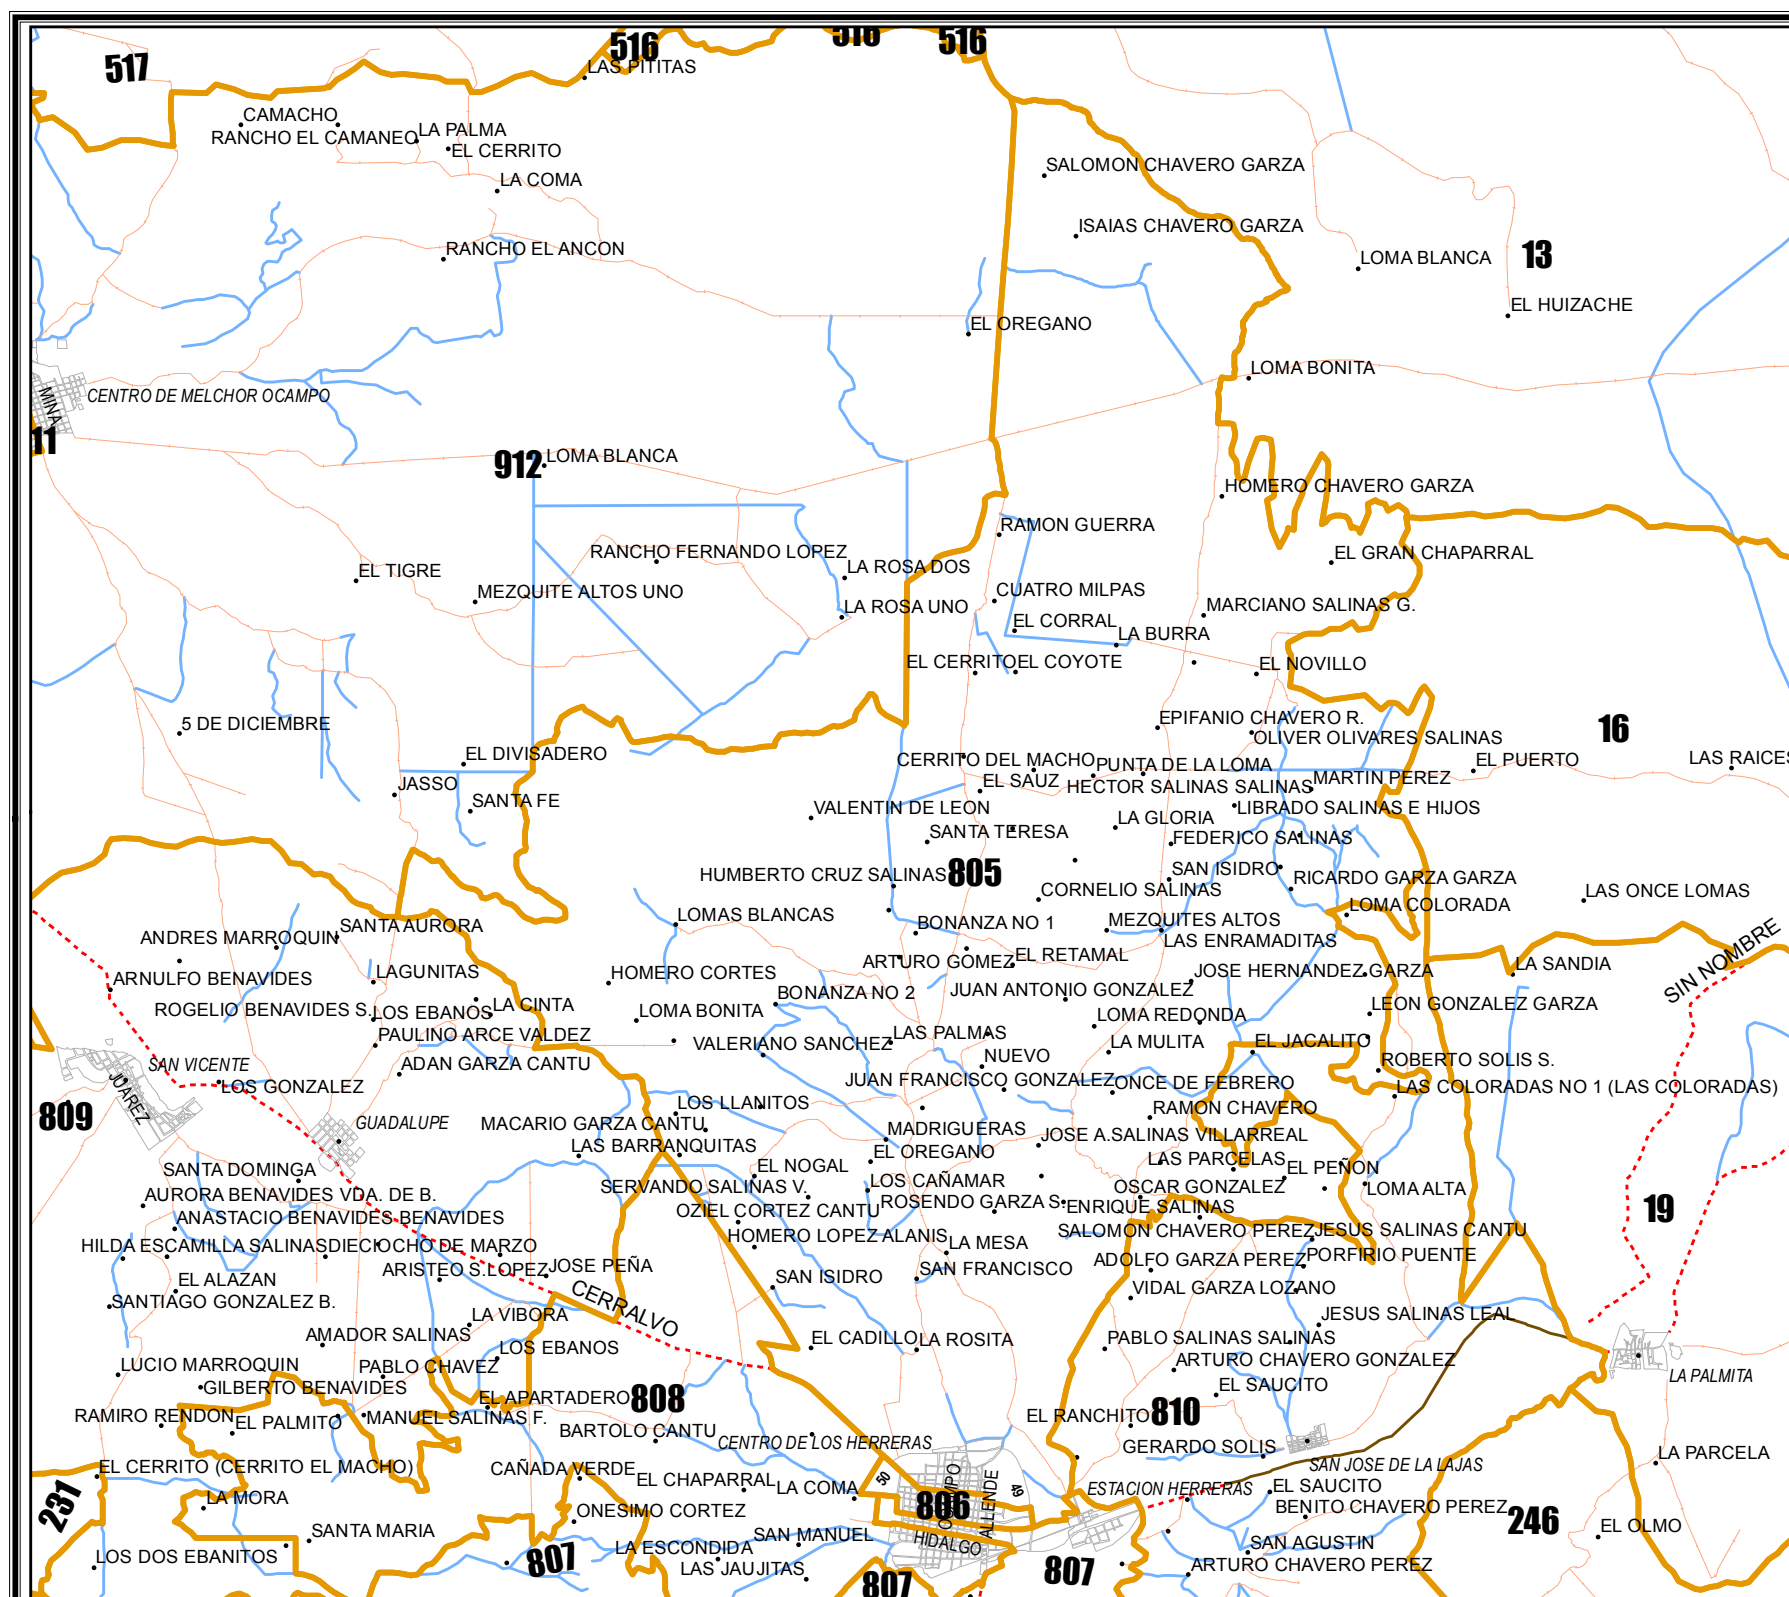 517
516
516
516
LAS PITITAS
CAMACHO
RANCHO EL CAMANEO
LA PALMA
EL CERRITO
LA COMA
SALOMON CHAVERO GARZA
ISAIAS CHAVERO GARZA
RANCHO EL ANCON
LOMA BLANCA
13
EL HUIZACHE
EL OREGANO
LOMA BONITA
MINA
CENTRO DE MELCHOR OCAMPO
11
912
LOMA BLANCA
HOMERO CHAVERO GARZA
RAMON GUERRA
RANCHO FERNANDO LOPEZ
EL GRAN CHAPARRAL
EL TIGRE
LA ROSA DOS
MEZQUITE ALTOS UNO
CUATRO MILPAS
LA ROSA UNO
MARCIANO SALINAS G.
EL CORRAL
LA BURRA
EL CERRITO
EL COYOTE
EL NOVILLO
5 DE DICIEMBRE
EPIFANIO CHAVERO R.
OLIVER OLIVARES SALINAS
16
EL DIVISADERO
CERRITO DEL MACHO
PUNTA DE LA LOMA
EL PUERTO
LAS RAICES
JASSO
EL SAUZ
HECTOR SALINAS SALINAS
MARTIN PEREZ
SANTA FE
VALENTIN DE LEON
LIBRADO SALINAS E HIJOS
SANTA TERESA
LA GLORIA
FEDERICO SALINAS
HUMBERTO CRUZ SALINAS
805
SAN ISIDRO
CORNELIO SALINAS
RICARDO GARZA GARZA
LAS ONCE LOMAS
LOMAS BLANCAS
BONANZA NO 1
MEZQUITES ALTOS
LOMA COLORADA
SANTA AURORA
ANDRES MARROQUIN
LAS ENRAMADITAS
SIN NOMBRE
ARNULFO BENAVIDES
LAGUNITAS
HOMERO CORTES
ARTURO GOMEZ
EL RETAMAL
JOSE HERNANDEZ GARZA
LA SANDIA
ROGELIO BENAVIDES S.
LOS EBANOS
LA CINTA
LOMA BONITA
BONANZA NO 2
JUAN ANTONIO GONZALEZ
LEON GONZALEZ GARZA
PAULINO ARCE VALDEZ
VALERIANO SANCHEZ
LAS PALMAS
LOMA REDONDA
SAN VICENTE
JUAREZ
LOS GONZALEZ
ADAN GARZA CANTU
NUEVO
LA MULITA
EL JACALITO
ROBERTO SOLIS S.
JUAN FRANCISCO GONZALEZ
ONCE DE FEBRERO
LAS COLORADAS NO 1 (LAS COLORADAS)
809
GUADALUPE
LOS LLANITOS
MACARIO GARZA CANTU
RAMON CHAVERO
LAS BARRANQUITAS
MADRIGUERAS
JOSE A.SALINAS VILLARREAL
EL OREGANO
SANTA DOMINGA
EL NOGAL
LAS PARCELAS
EL PEÑON
SERVANDO SALINAS V.
LOS CAÑAMAR
OSCAR GONZALEZ
LOMA ALTA
AURORA BENAVIDES VDA. DE B.
OZIEL CORTEZ CANTU
ROSENDO GARZA S.
ENRIQUE SALINAS
19
ANASTACIO BENAVIDES BENAVIDES
SALOMON CHAVERO PEREZ
JESUS SALINAS CANTU
HILDA ESCAMILLA SALINAS
DIECIOCHO DE MARZO
HOMERO LOPEZ ALANIS
LA MESA
ADOLFO GARZA PEREZ
PORFIRIO PUENTE
ARISTEO S.LOPEZ
JOSE PEÑA
SAN ISIDRO
SAN FRANCISCO
EL ALAZAN
VIDAL GARZA LOZANO
SANTIAGO GONZALEZ B.
CERRALVO
LA VIBORA
JESUS SALINAS LEAL
AMADOR SALINAS
EL CADILLO
LA ROSITA
PABLO SALINAS SALINAS
LOS EBANOS
LUCIO MARROQUIN
PABLO CHAVEZ
ARTURO CHAVERO GONZALEZ
LA PALMITA
GILBERTO BENAVIDES
EL SAUCITO
EL APARTADERO
808
RAMIRO RENDON
EL PALMITO
MANUEL SALINAS F.
EL RANCHITO
810
BARTOLO CANTU
CENTRO DE LOS HERRERAS
GERARDO SOLIS
LA PARCELA
EL CERRITO (CERRITO EL MACHO)
CAÑADA VERDE
EL CHAPARRAL
LA COMA
50
OCAMPO
ALLENDE
49
SAN JOSE DE LA LAJAS
ESTACION HERRERAS
EL SAUCITO
231
LA MORA
806
BENITO CHAVERO PEREZ
246
ONESIMO CORTEZ
SANTA MARIA
SAN MANUEL
HIDALGO
EL OLMO
LOS DOS EBANITOS
LA ESCONDIDA
SAN AGUSTIN
807
LAS JAUJITAS
807
807
ARTURO CHAVERO PEREZ